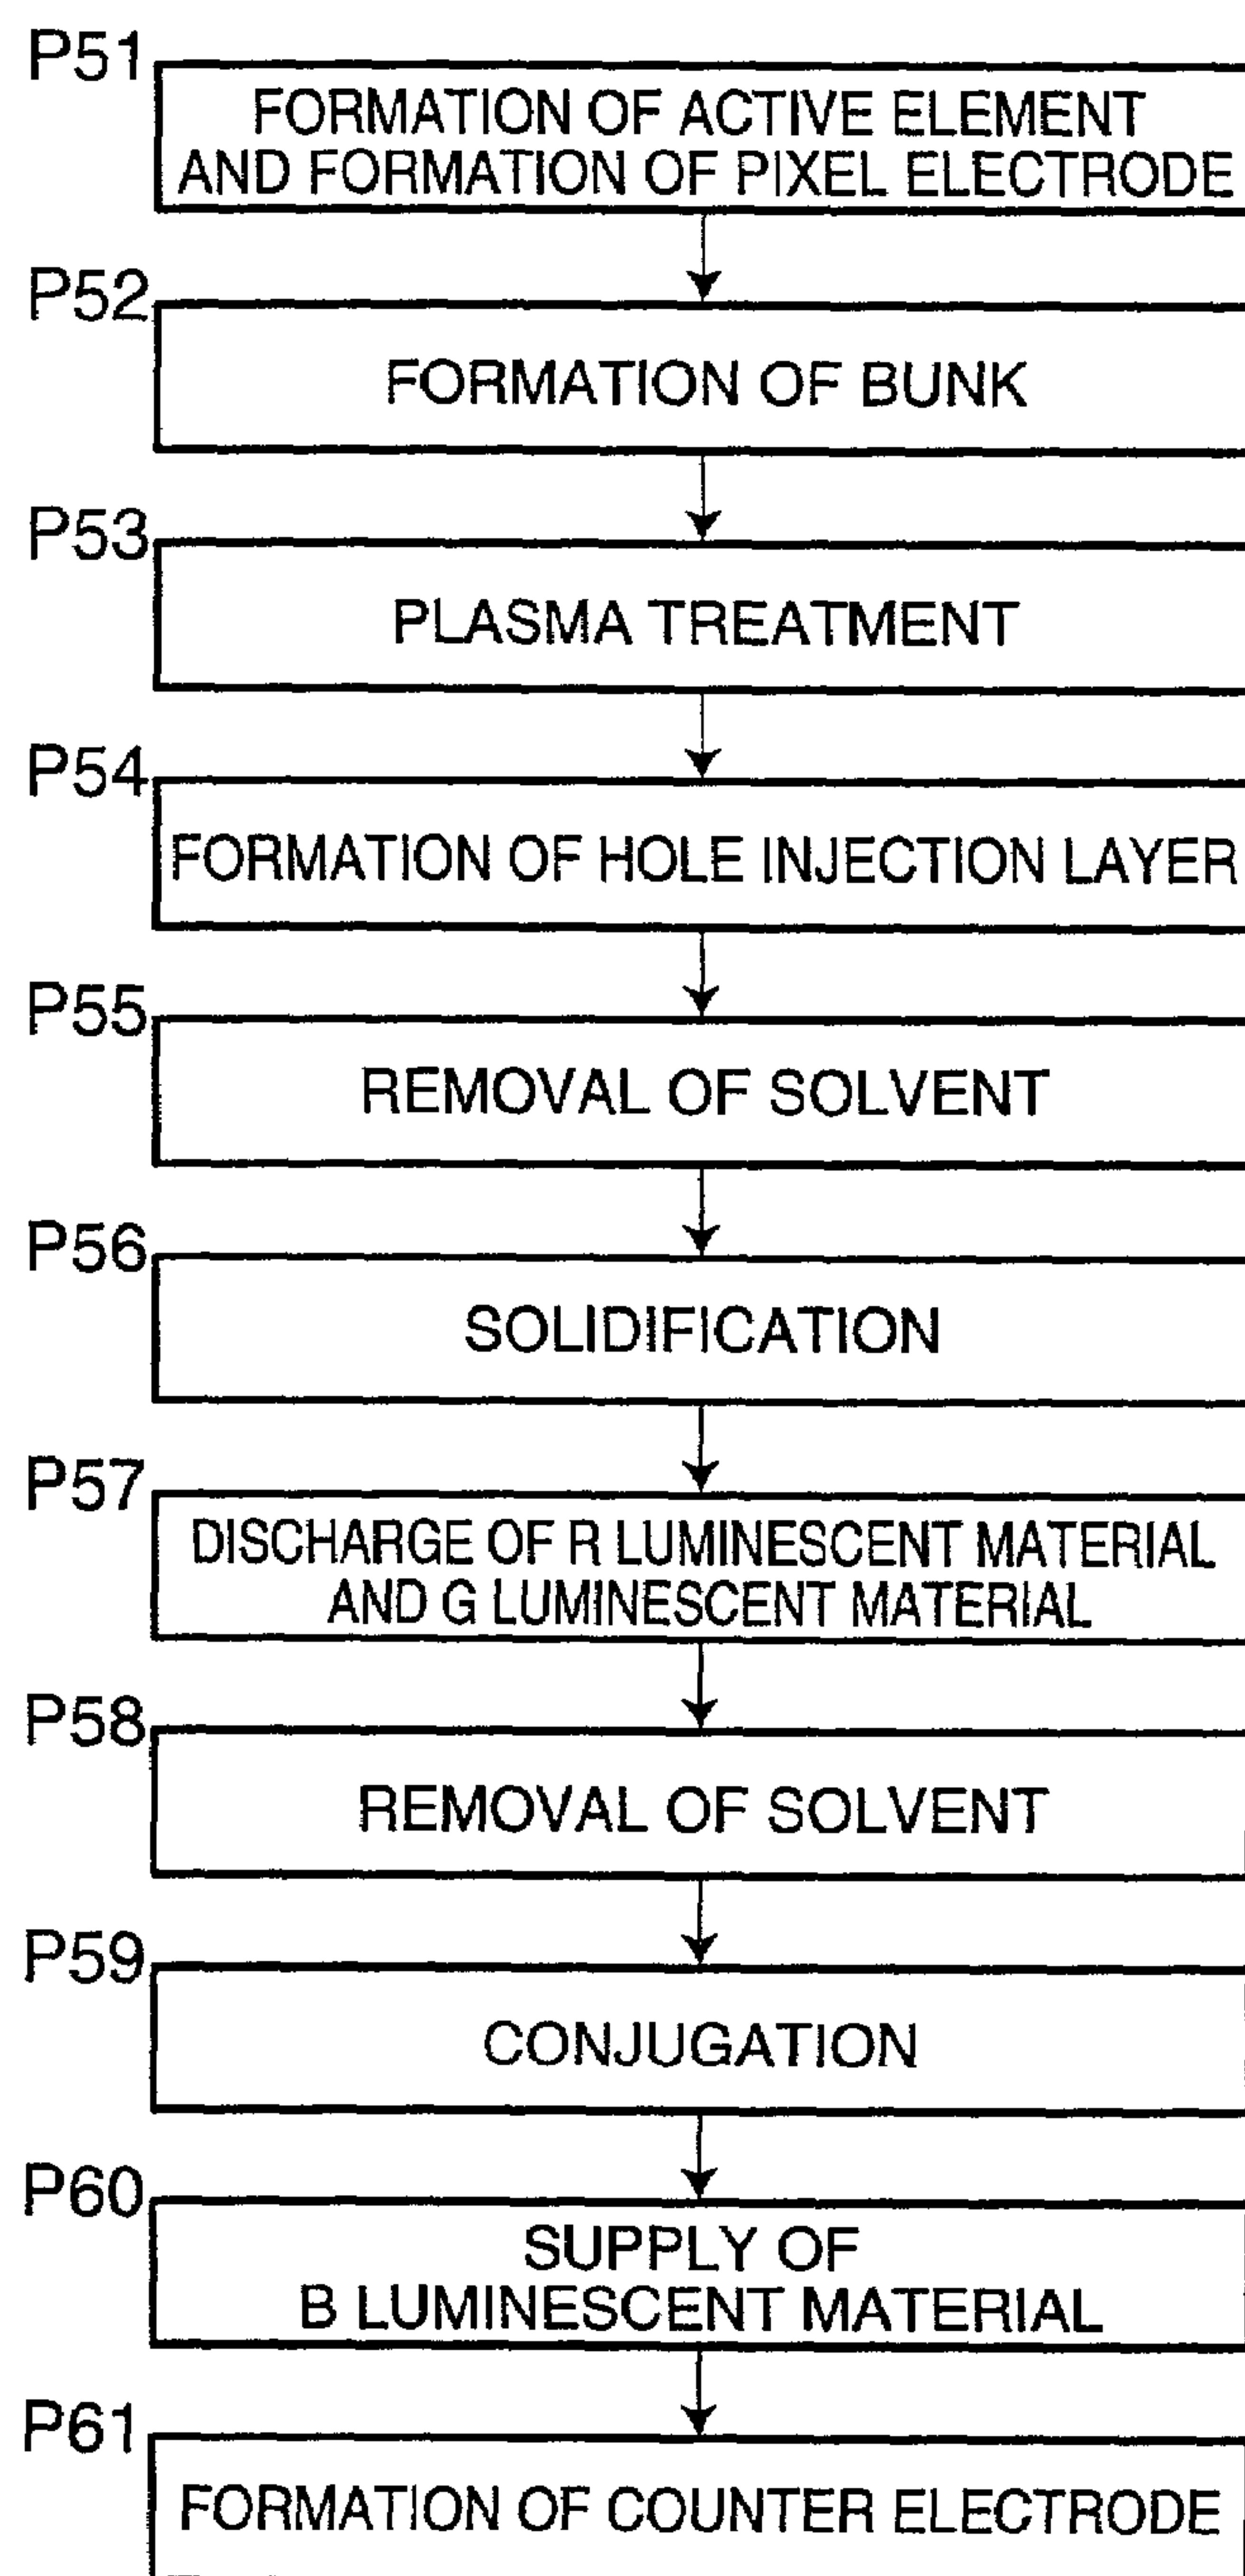 P51
FORMATION OF ACTIVE ELEMENT
AND FORMATION OF PIXEL ELECTRODE
P52
FORMATION OF BUNK
P53
PLASMA TREATMENT
P54
FORMATION OF HOLE INJECTION LAYER
P55
REMOVAL OF SOLVENT
P56
SOLIDIFICATION
P57
DISCHARGE OF R LUMINESCENT MATERIAL
AND G LUMINESCENT MATERIAL
P58
REMOVAL OF SOLVENT
P59
CONJUGATION
P60
SUPPLY OF
B LUMINESCENT MATERIAL
P61
FORMATION OF COUNTER ELECTRODE